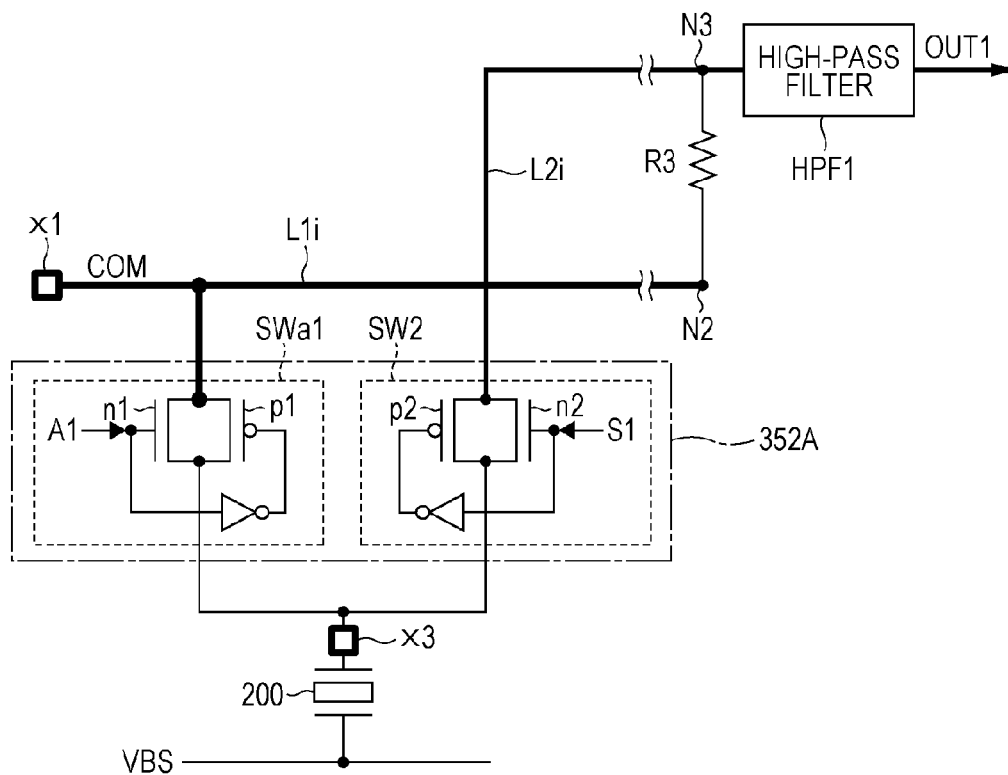 N3
HIGH-PASS
FILTER
OUT1
HPF1
R3
L2i
x1
COM
L1i
N2
SWa1
SW2
n1
p1
p2
n2
A1
S1
352A
x3
200
VBS